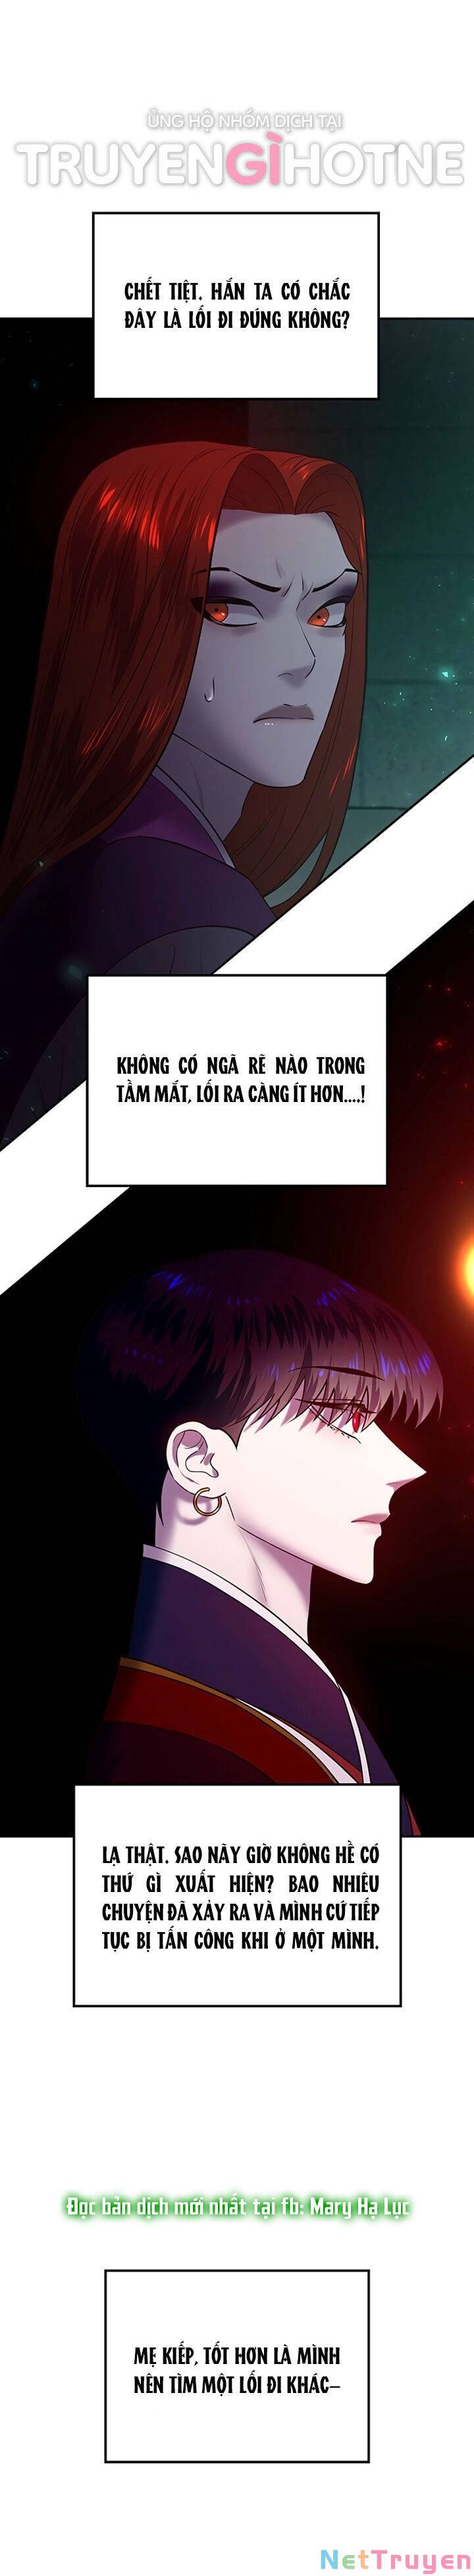 ỦNG HỘ NHÓM DỊCH TẠI
TRUYENGÌHOTNE
CHẾT TIỆT. HẮN TA CÓ CHẮC
ĐÂY LÀ LỐI ĐI ĐÚNG KHÔNG?
KHÔNG CÓ NGÃ RẼ NÀO TRONG
TẦM MẮT, LỐI RA CÀNG ÍT HƠN....!
LẠ THẬT. SAO NÃY GIỜ KHÔNG HỀ CÓ
THỨ GÌ XUẤT HIỆN? BAO NHIÊU
CHUYỆN ĐÃ XẢY RA VÀ MÌNH CỨ TIẾP
TỤC BỊ TẤN CÔNG KHI Ở MỘT MÌNH.
Đọc bản dịch mới nhất tại fb: Mary Hạ Lục
MẸ KIẾP, TỐT HƠN LÀ MÌNH
NÊN TÌM MỘT LỐI ĐI KHÁC-
NetTruyen